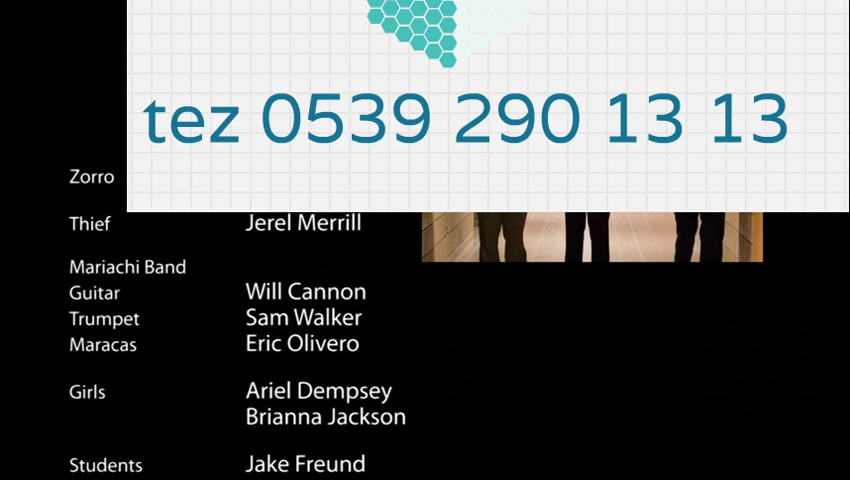 tez 0539 290 13 13
Zorro
Thief Jerel Merrill
Mariachi Band
Guitar Will Cannon
Trumpet Sam Walker
Maracas Eric Olivero
Girls Ariel Dempsey
Brianna Jackson
Students Jake Freund